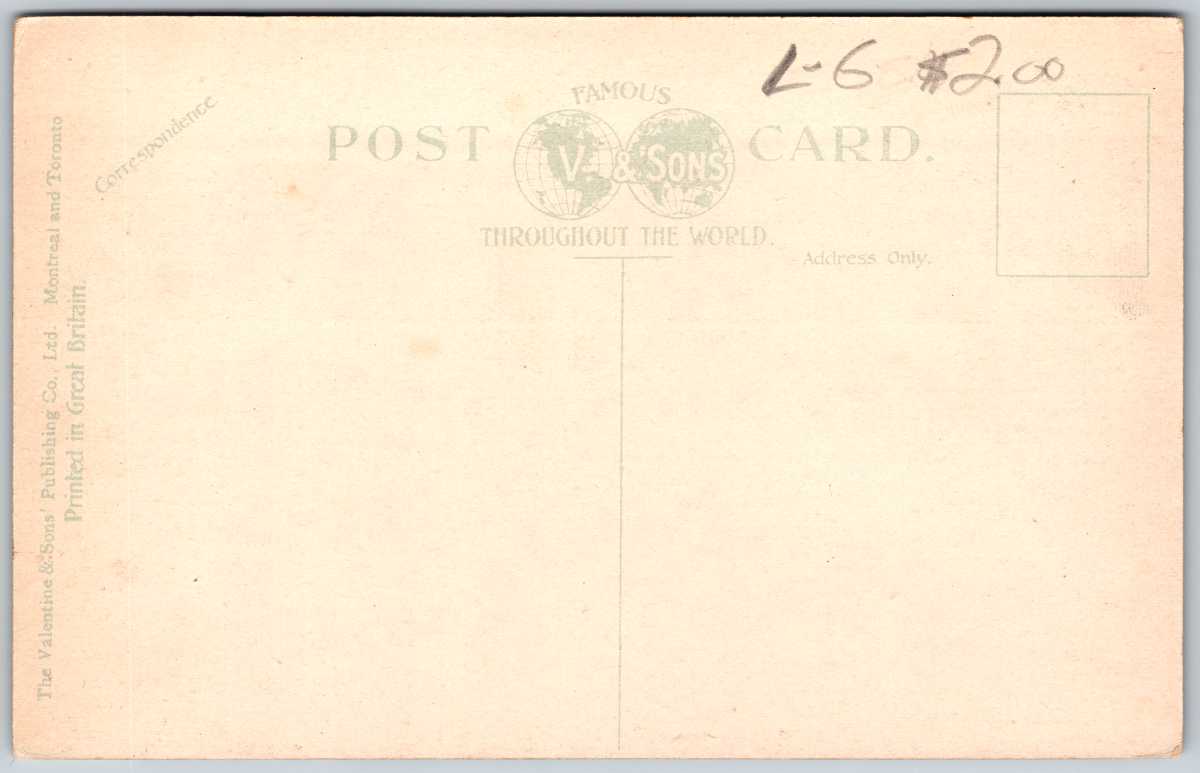 L-6 $2.00
FAMOUS
POST CARD.
V. & SONS
THROUGHOUT THE WORLD.
Correspondence
Address Only.
The Valentine & Sons' Publishing Co., Ltd. Montreal and Toronto
Printed in Great Britain.